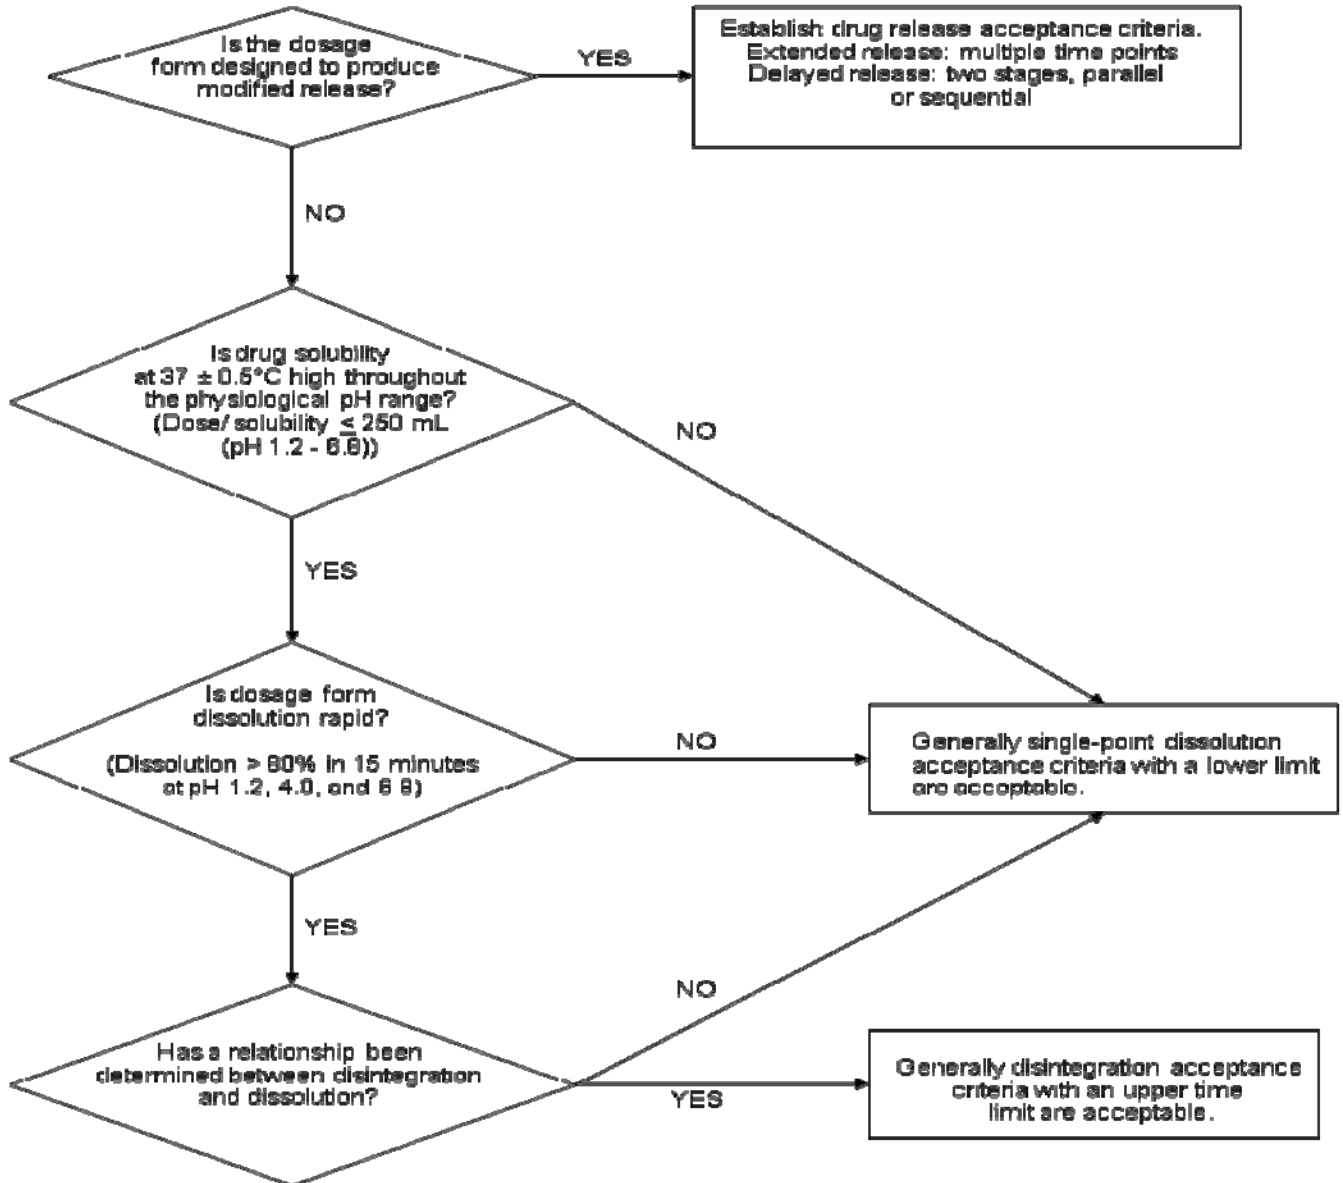 Is the dosage
form designed to produce
modified release?
YES
Establish drug release acceptance criteria.
Extended release: multiple time points
Delayed release: two stages, parallel
or sequential
NO
Is drug solubility
at 37 ± 0.5°C high throughout
the physiological pH range?
(Dose/ solubility ≤ 250 mL
(pH 1.2 - 6.8))
NO
YES
Is dosage form
dissolution rapid?
(Dissolution > 80% in 15 minutes
at pH 1.2, 4.0, and 6.8)
NO
Generally single-point dissolution
acceptance criteria with a lower limit
are acceptable.
YES
NO
Has a relationship been
determined between disintegration
and dissolution?
YES
Generally disintegration acceptance
criteria with an upper time
limit are acceptable.